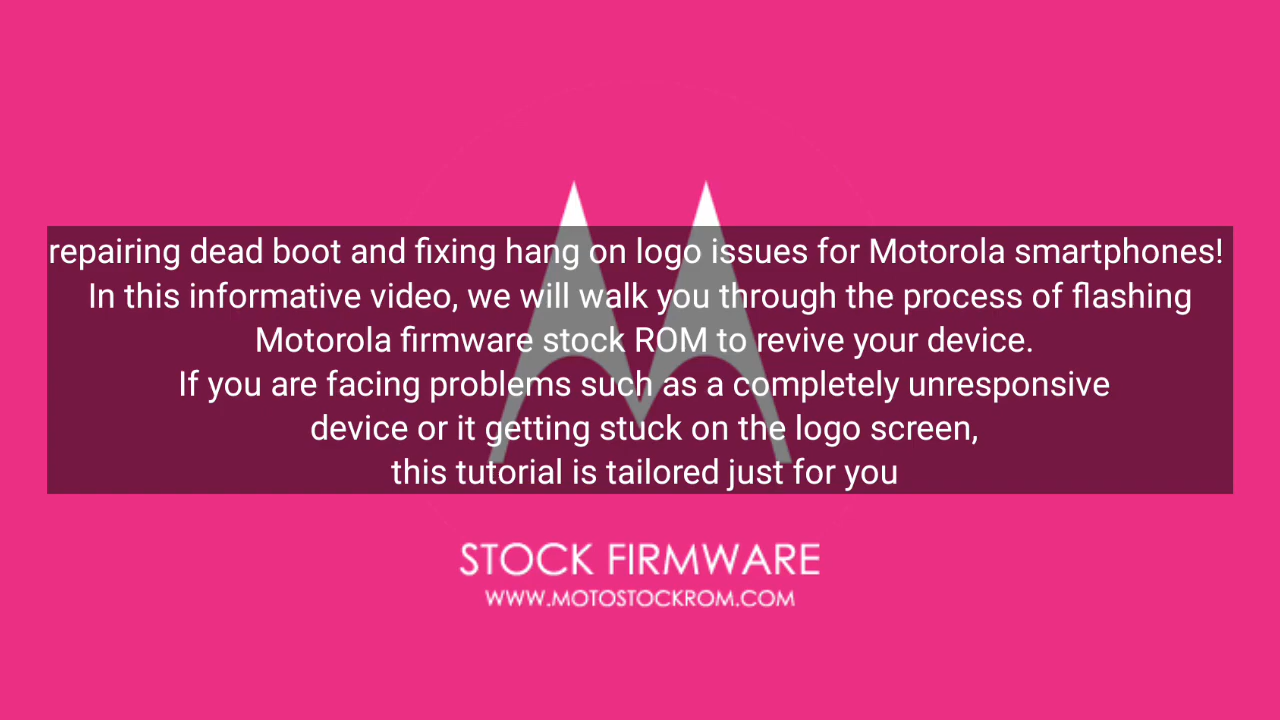 repairing dead boot and fixing hang on logo issues for Motorola smartphones!
In this informative video, we will walk you through the process of flashing
Motorola firmware stock ROM to revive your device.
If you are facing problems such as a completely unresponsive
device or it getting stuck on the logo screen,
this tutorial is tailored just for you
STOCK FIRMWARE
WWW.MOTOSTOCKROM.COM